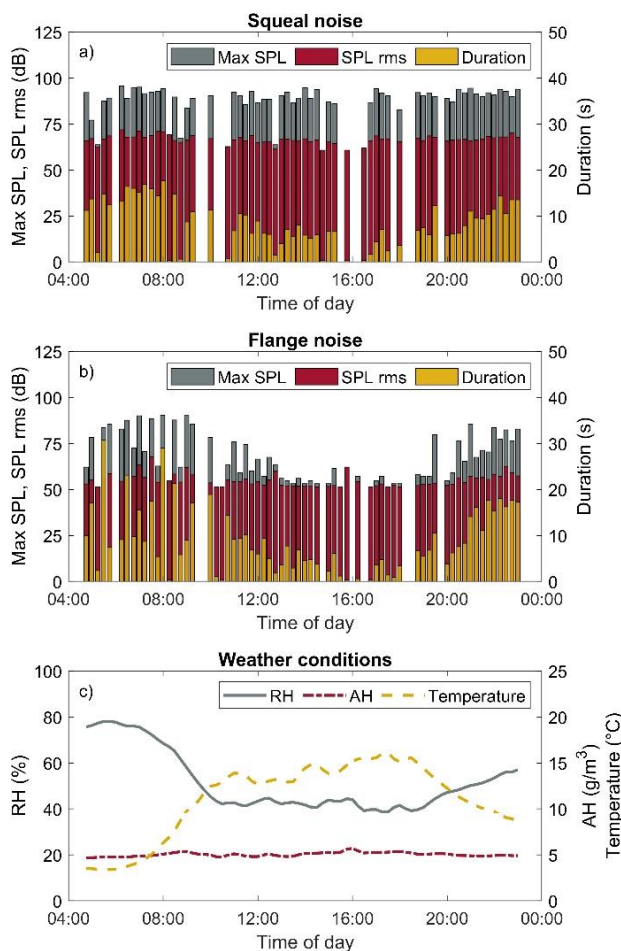 Squeal noise
a)
Max SPL
SPL rms
Duration
Max SPL, SPL rms (dB)
125
100
75
50
25
0
Duration (s)
50
40
30
20
10
0
04:00 08:00 12:00 16:00 20:00 00:00
Time of day
Flange noise
b)
Max SPL
SPL rms
Duration
Max SPL, SPL rms (dB)
125
100
75
50
25
0
Duration (s)
50
40
30
20
10
0
04:00 08:00 12:00 16:00 20:00 00:00
Time of day
Weather conditions
c)
RH
AH
Temperature
RH (%)
100
80
60
40
20
0
AH (g/m³)
Temperature (°C)
25
20
15
10
5
0
04:00 08:00 12:00 16:00 20:00 00:00
Time of day